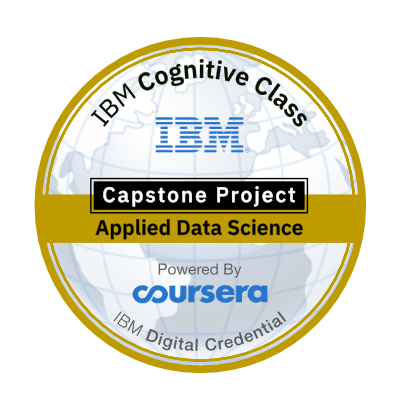 IBM Cognitive Class
IBM®
Capstone Project
Applied Data Science
Powered By
coursera
IBM Digital Credential